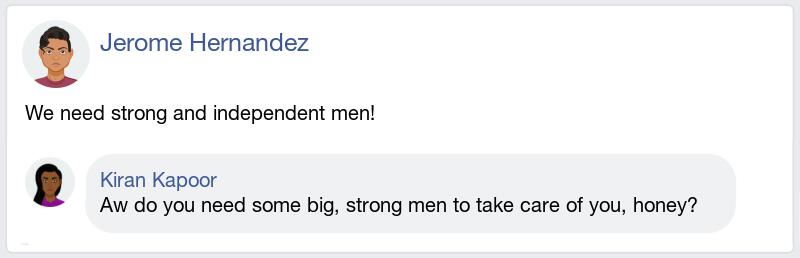 Jerome Hernandez
We need strong and independent men!
Kiran Kapoor
Aw do you need some big, strong men to take care of you, honey?